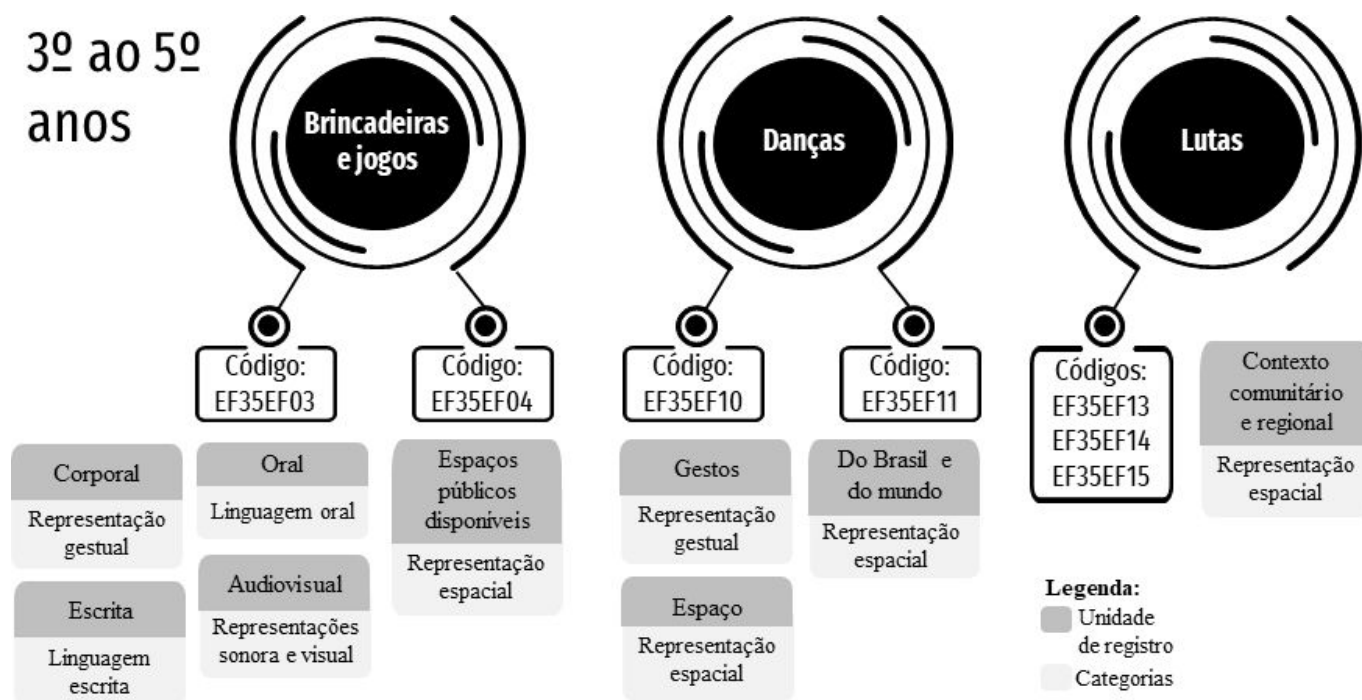 3º ao 5º
anos
Brincadeiras
e jogos
Código:
EF35EF03
Código:
EF35EF04
Corporal
Representação
gestual
Escrita
Linguagem
escrita
Oral
Linguagem oral
Audiovisual
Representações
sonora e visual
Espaços
públicos
disponíveis
Representação
espacial
Danças
Código:
EF35EF10
Código:
EF35EF11
Gestos
Representação
gestual
Espaço
Representação
espacial
Do Brasil e
do mundo
Representação
espacial
Lutas
Códigos:
EF35EF13
EF35EF14
EF35EF15
Contexto
comunitário
e regional
Representação
espacial
Legenda:
Unidade
de registro
Categorias